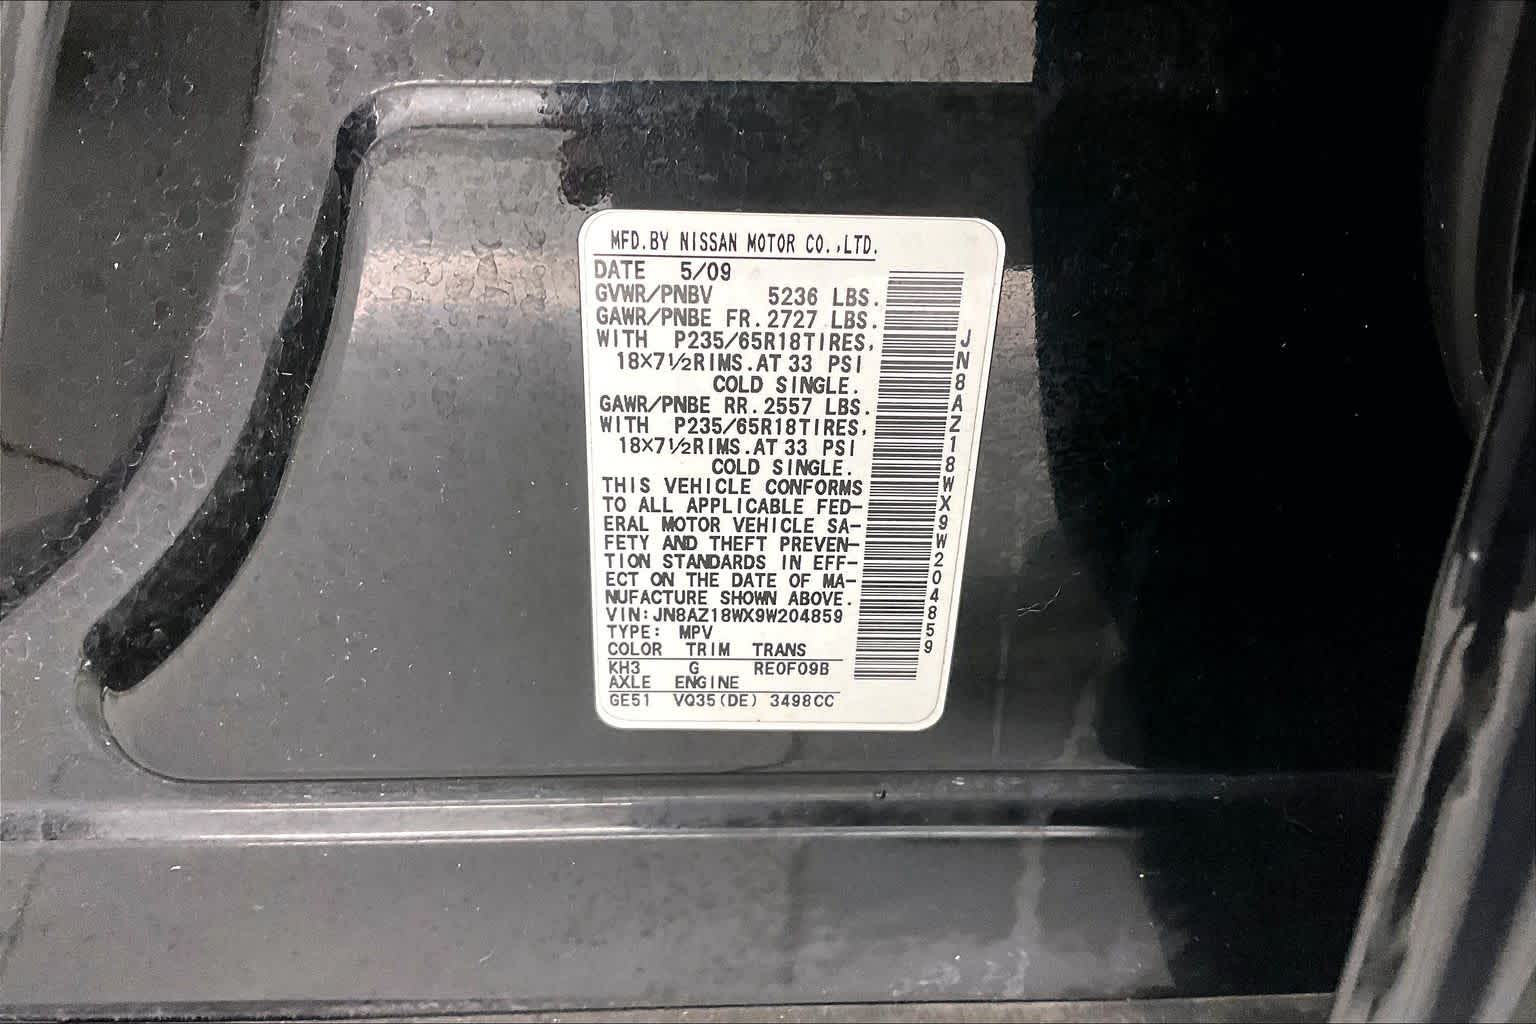 MFD.BY NISSAN MOTOR CO.,LTD.
DATE 5/09
GVWR/PNBV 5236 LBS.
GAWR/PNBE FR.2727 LBS.
WITH P235/65R18TIRES,
18X7½RIMS.AT 33 PSI
COLD SINGLE.
GAWR/PNBE RR.2557 LBS.
WITH P235/65R18TIRES,
18X7½RIMS.AT 33 PSI
COLD SINGLE.
THIS VEHICLE CONFORMS
TO ALL APPLICABLE FED-
ERAL MOTOR VEHICLE SA-
FETY AND THEFT PREVEN-
TION STANDARDS IN EFF-
ECT ON THE DATE OF MA-
NUFACTURE SHOWN ABOVE.
VIN:JN8AZ18WX9W204859
TYPE: MPV
COLOR TRIM TRANS
KH3 G RE0F09B
AXLE ENGINE
GE51 VQ35(DE) 3498CC
JN8AZ18WX9W204859